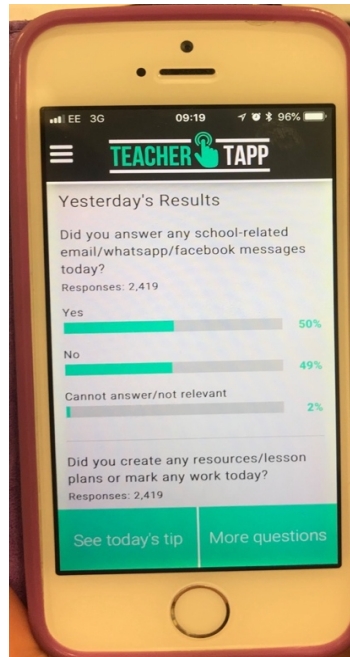 EE 3G 09:19 96%
TEACHER TAPP
Yesterday's Results
Did you answer any school-related
email/whatsapp/facebook messages
today?
Responses: 2,419
Yes
50%
No
49%
Cannot answer/not relevant
2%
Did you create any resources/lesson
plans or mark any work today?
Responses: 2,419
See today's tip More questions